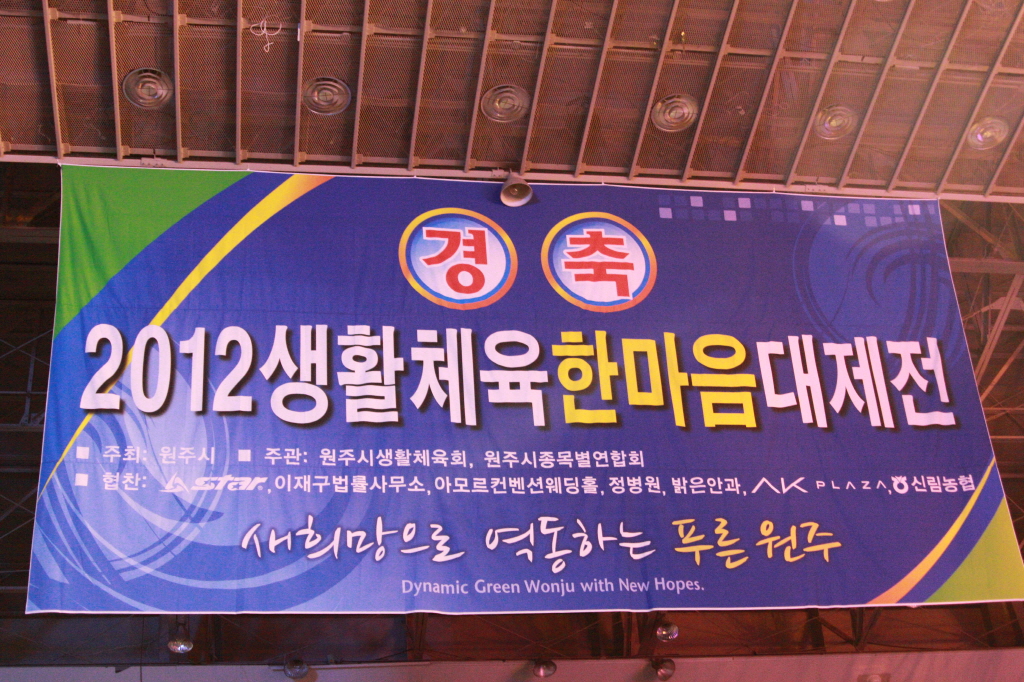 경 축
2012생활체육한마음대제전
■ 주최: 원주시 ■ 주관: 원주시생활체육회, 원주시종목별연합회
■ 협찬: STAR, 이재구법률사무소, 아모르컨벤션웨딩홀, 정병원, 밝은안과, AK PLAZA, 신림농협
새희망으로 역동하는 푸른 원주
Dynamic Green Wonju with New Hopes.